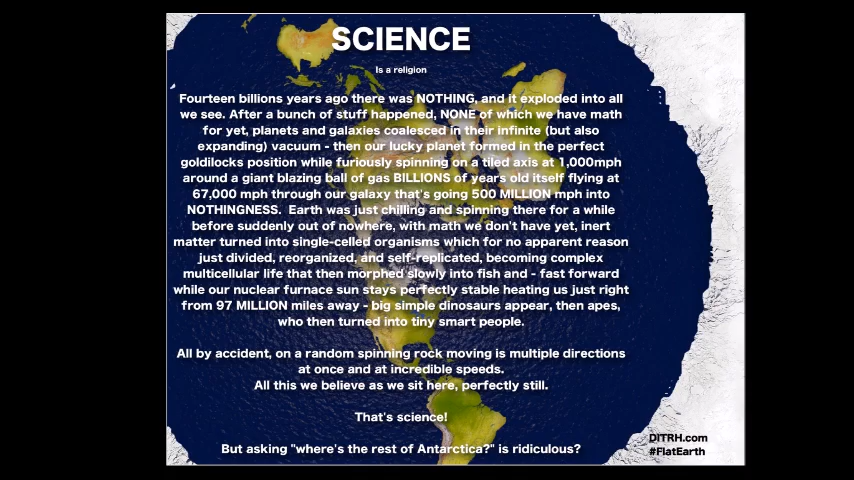 SCIENCE
Is a religion
Fourteen billions years ago there was NOTHING, and it exploded into all
we see. After a bunch of stuff happened, NONE of which we have math
for yet, planets and galaxies coalesced in their infinite (but also
expanding) vacuum - then our lucky planet formed in the perfect
goldilocks position while furiously spinning on a tiled axis at 1,000mph
around a giant blazing ball of gas BILLIONS of years old itself flying at
67,000 mph through our galaxy that's going 500 MILLION mph into
NOTHINGNESS. Earth was just chilling and spinning there for a while
before suddenly out of nowhere, with math we don't have yet, inert
matter turned into single-celled organisms which for no apparent reason
just divided, reorganized, and self-replicated, becoming complex
multicellular life that then morphed slowly into fish and - fast forward
while our nuclear furnace sun stays perfectly stable heating us just right
from 97 MILLION miles away - big simple dinosaurs appear, then apes,
who then turned into tiny smart people.
All by accident, on a random spinning rock moving is multiple directions
at once and at incredible speeds.
All this we believe as we sit here, perfectly still.
That's science!
But asking "where's the rest of Antarctica?" is ridiculous?
DITRH.com
#FlatEarth